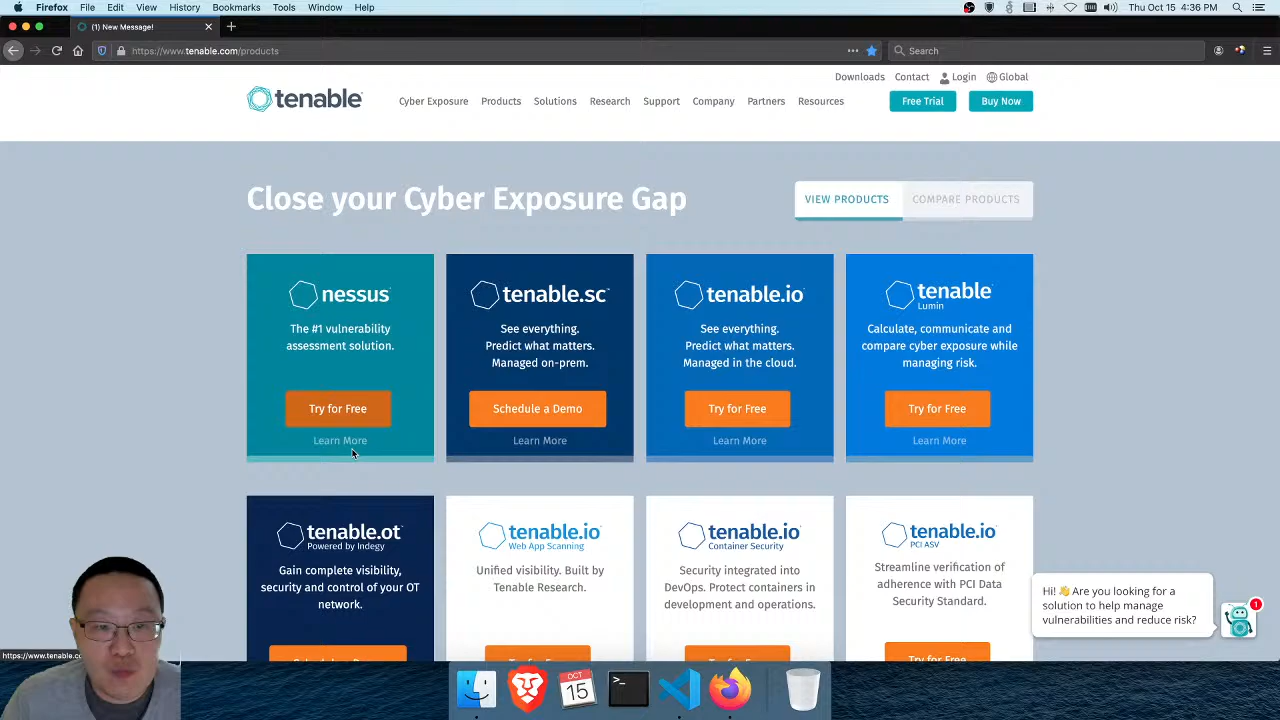 Firefox File Edit View History Bookmarks Tools Window Help
Thu Oct 15 4:36 PM
(1) New Message!
https://www.tenable.com/products
Search
Downloads Contact Login Global
tenable
Cyber Exposure Products Solutions Research Support Company Partners Resources
Free Trial Buy Now
Close your Cyber Exposure Gap
VIEW PRODUCTS COMPARE PRODUCTS
nessus
The #1 vulnerability
assessment solution.
Try for Free
Learn More
tenable.sc
See everything.
Predict what matters.
Managed on-prem.
Schedule a Demo
Learn More
tenable.io
See everything.
Predict what matters.
Managed in the cloud.
Try for Free
Learn More
tenable
Lumin
Calculate, communicate and
compare cyber exposure while
managing risk.
Try for Free
Learn More
tenable.ot
Powered by Indegy
Gain complete visibility,
security and control of your OT
network.
tenable.io
Web App Scanning
Unified visibility. Built by
Tenable Research.
tenable.io
Container Security
Security integrated into
DevOps. Protect containers in
development and operations.
tenable.io
PCI ASV
Streamline verification of
adherence with PCI Data
Security Standard.
Try for Free
Hi! 👋 Are you looking for a
solution to help manage
vulnerabilities and reduce risk?
1
https://www.tenable.co
OCT
15